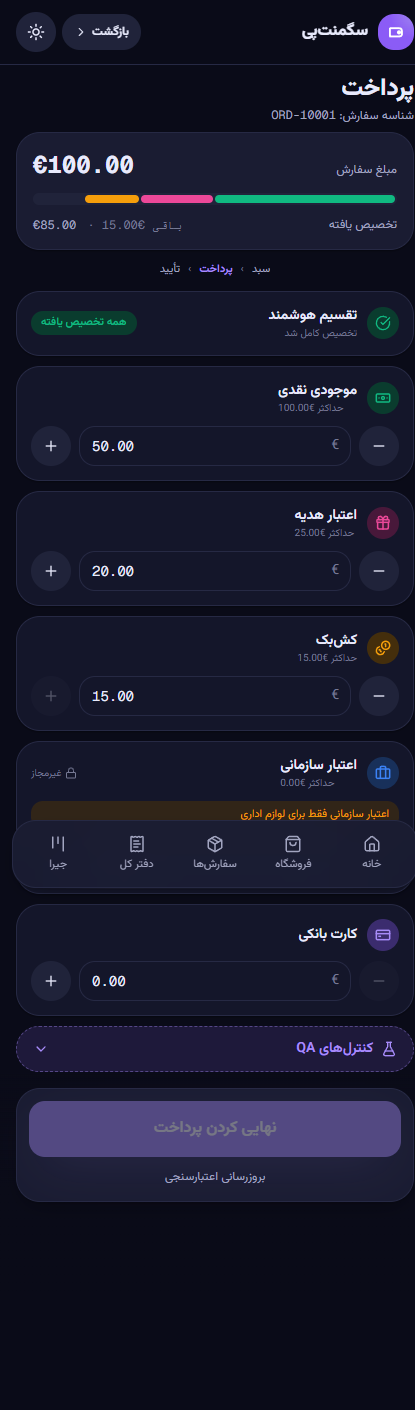 سگمنت‌پی
بازگشت
پرداخت
شناسه سفارش: ORD-10001
مبلغ سفارش
€100.00
تخصیص یافته
€85.00 · باقی €15.00
سبد › پرداخت › تأیید
تقسیم هوشمند
تخصیص کامل شد
همه تخصیص یافته
موجودی نقدی
حداکثر €100.00
€ 50.00
اعتبار هدیه
حداکثر €25.00
€ 20.00
کش‌بک
حداکثر €15.00
€ 15.00
اعتبار سازمانی
حداکثر €0.00
غیرمجاز
اعتبار سازمانی فقط برای لوازم اداری
خانه
فروشگاه
سفارش‌ها
دفتر کل
جیرا
کارت بانکی
€ 0.00
کنترل‌های QA
نهایی کردن پرداخت
بروزرسانی اعتبارسنجی